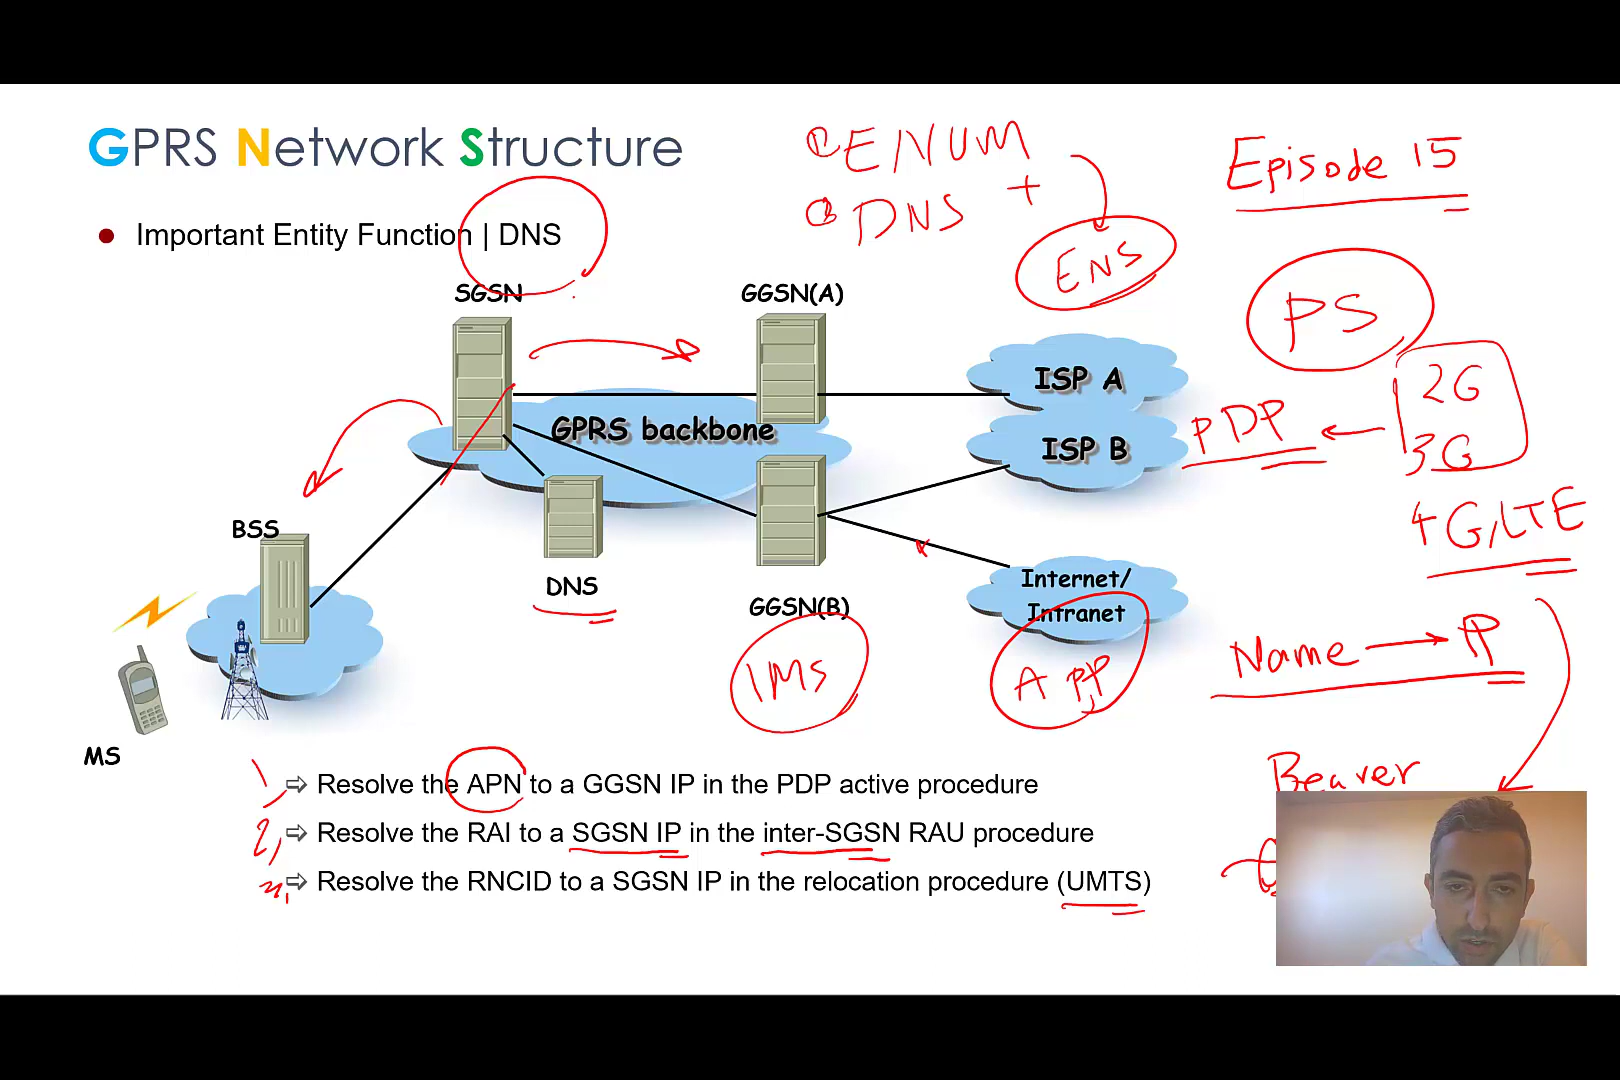 GPRS Network Structure
Important Entity Function | DNS
① ENUM
② DNS +
ENS
Episode 15
PS
2G
3G
PDP
4G/LTE
Name → IP
Beaver
SGSN
GGSN(A)
ISP A
GPRS backbone
ISP B
BSS
DNS
GGSN(B)
Internet/
Intranet
IMS
App
MS
1, ⇨ Resolve the APN to a GGSN IP in the PDP active procedure
2, ⇨ Resolve the RAI to a SGSN IP in the inter-SGSN RAU procedure
⇨ Resolve the RNCID to a SGSN IP in the relocation procedure (UMTS)